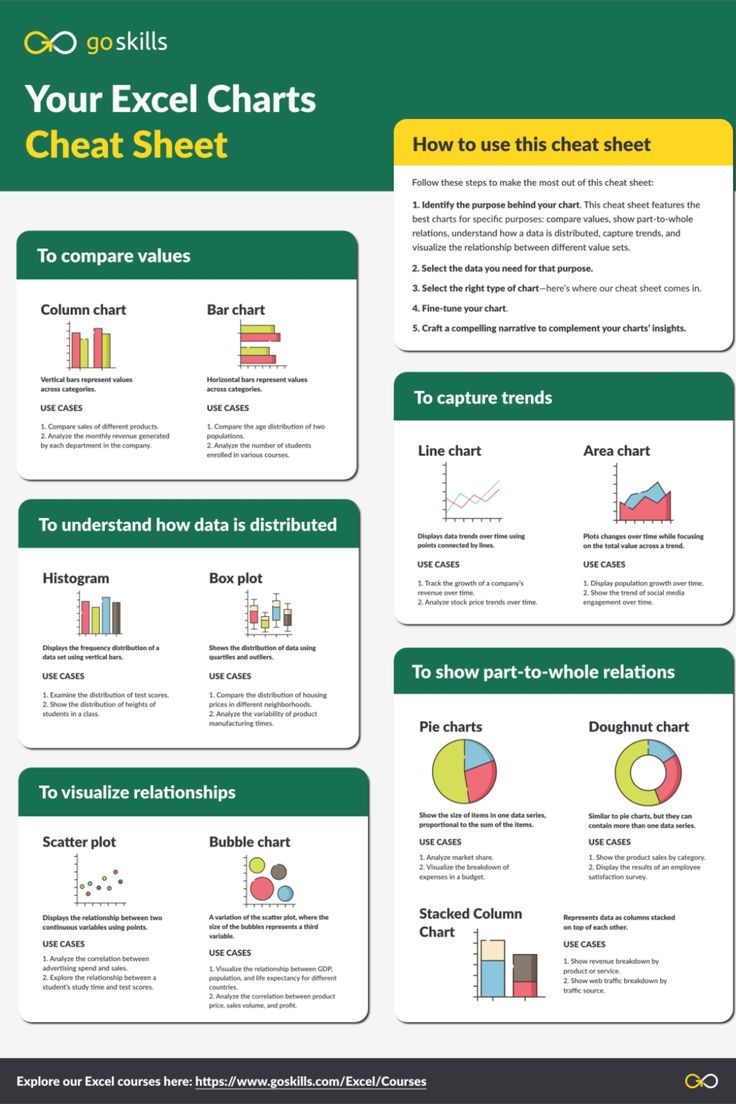 goskills
Your Excel Charts
Cheat Sheet
How to use this cheat sheet
Follow these steps to make the most out of this cheat sheet:
1. Identify the purpose behind your chart. This cheat sheet features the
best charts for specific purposes: compare values, show part-to-whole
relations, understand how a data is distributed, capture trends, and
visualize the relationship between different value sets.
2. Select the data you need for that purpose.
3. Select the right type of chart—here's where our cheat sheet comes in.
4. Fine-tune your chart.
5. Craft a compelling narrative to complement your charts' insights.
To compare values
Column chart
Vertical bars represent values
across categories.
USE CASES
1. Compare sales of different products.
2. Analyze the monthly revenue generated
by each department in the company.
Bar chart
Horizontal bars represent values
across categories.
USE CASES
1. Compare the age distribution of two
populations.
2. Analyze the number of students
enrolled in various courses.
To capture trends
Line chart
Displays data trends over time using
points connected by lines.
USE CASES
1. Track the growth of a company's
revenue over time.
2. Analyze stock price trends over time.
Area chart
Plots changes over time while focusing
on the total value across a trend.
USE CASES
1. Display population growth over time.
2. Show the trend of social media
engagement over time.
To understand how data is distributed
Histogram
Displays the frequency distribution of a
data set using vertical bars.
USE CASES
1. Examine the distribution of test scores.
2. Show the distribution of heights of
students in a class.
Box plot
Shows the distribution of data using
quartiles and outliers.
USE CASES
1. Compare the distribution of housing
prices in different neighborhoods.
2. Analyze the variability of product
manufacturing times.
To show part-to-whole relations
Pie charts
Show the size of items in one data series,
proportional to the sum of the items.
USE CASES
1. Analyze market share.
2. Visualize the breakdown of
expenses in a budget.
Doughnut chart
Similar to pie charts, but they can
contain more than one data series.
USE CASES
1. Show the product sales by category.
2. Display the results of an employee
satisfaction survey.
Stacked Column
Chart
Represents data as columns stacked
on top of each other.
USE CASES
1. Show revenue breakdown by
product or service.
2. Show web traffic breakdown by
traffic source.
To visualize relationships
Scatter plot
Displays the relationship between two
continuous variables using points.
USE CASES
1. Analyze the correlation between
advertising spend and sales.
2. Explore the relationship between a
student's study time and test scores.
Bubble chart
A variation of the scatter plot, where the
size of the bubbles represents a third
variable.
USE CASES
1. Visualize the relationship between GDP,
population, and life expectancy for different
countries.
2. Analyze the correlation between product
price, sales volume, and profit.
Explore our Excel courses here: https://www.goskills.com/Excel/Courses